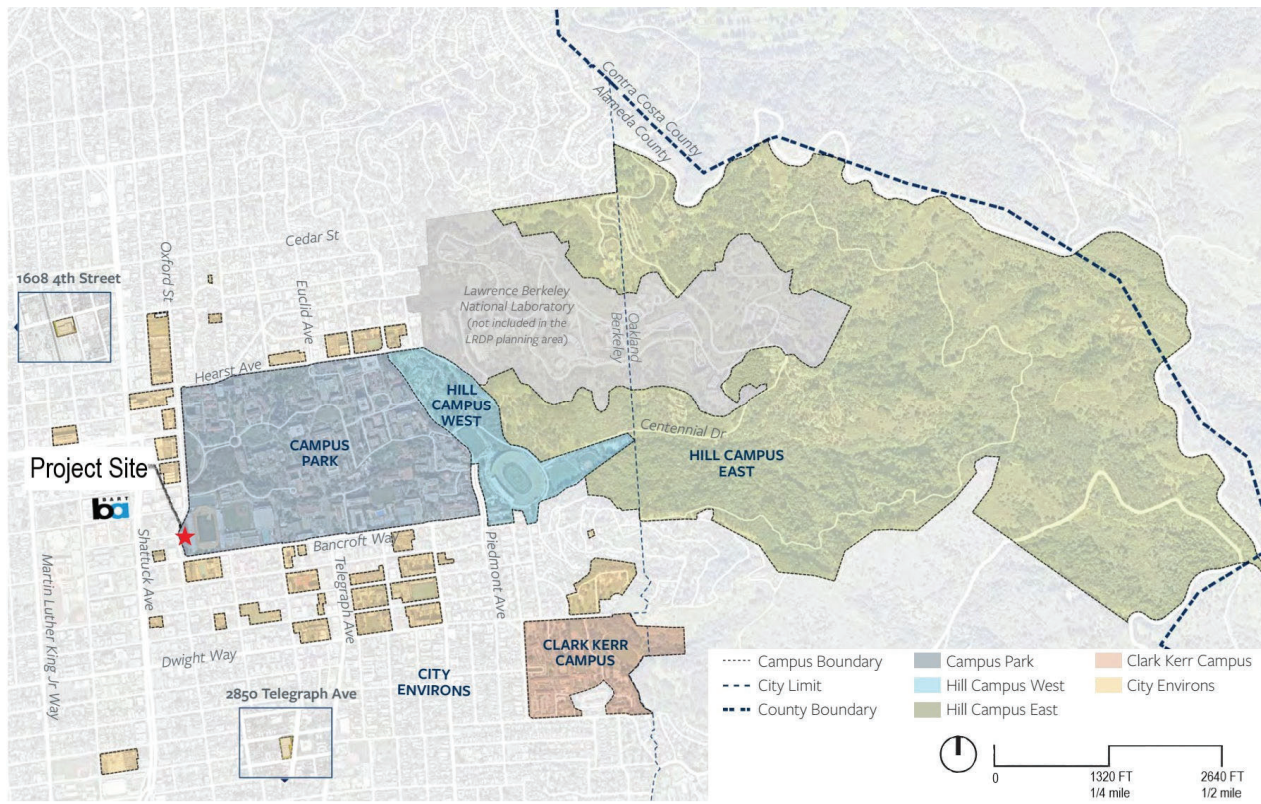 Contra Costa County
Alameda County
Cedar St
Oxford St
1608 4th Street
Euclid Ave
Lawrence Berkeley
National Laboratory
(not included in the
LRDP planning area)
Oakland
Berkeley
Hearst Ave
HILL
CAMPUS
WEST
Centennial Dr
CAMPUS
PARK
HILL CAMPUS
EAST
Project Site
BART
ba
Bancroft Way
Shattuck Ave
Martin Luther King Jr Way
Telegraph Ave
Piedmont Ave
Dwight Way
CLARK KERR
CAMPUS
CITY
ENVIRONS
2850 Telegraph Ave
Campus Boundary
City Limit
County Boundary
Campus Park
Hill Campus West
Hill Campus East
Clark Kerr Campus
City Environs
0
1320 FT
1/4 mile
2640 FT
1/2 mile